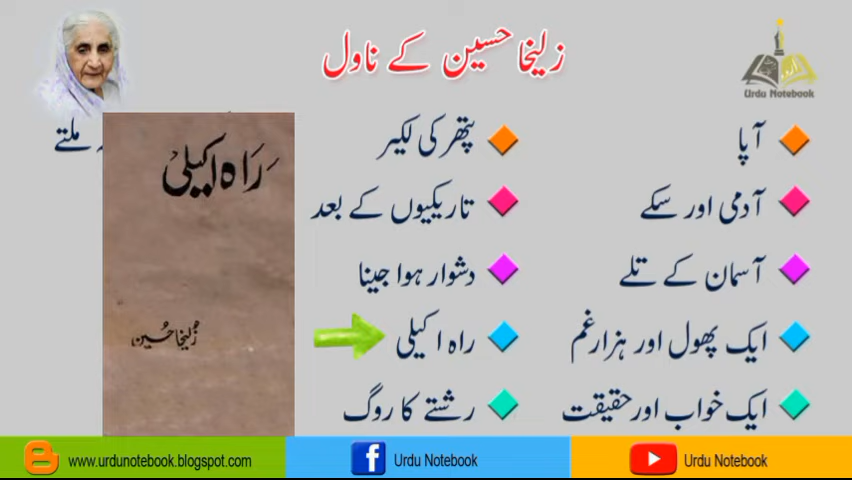 زلیخا حسین کے ناول
Urdu Notebook
آپا
آدمی اور سکے
آسمان کے تلے
ایک پھول اور ہزار غم
ایک خواب اور حقیقت
پتھر کی لکیر
تاریکیوں کے بعد
دشوار ہوا جینا
راہ اکیلی
رشتے کا روگ
ملتے
رَاہ اکیلی
زلیخا حسین
www.urdunotebook.blogspot.com
Urdu Notebook
Urdu Notebook